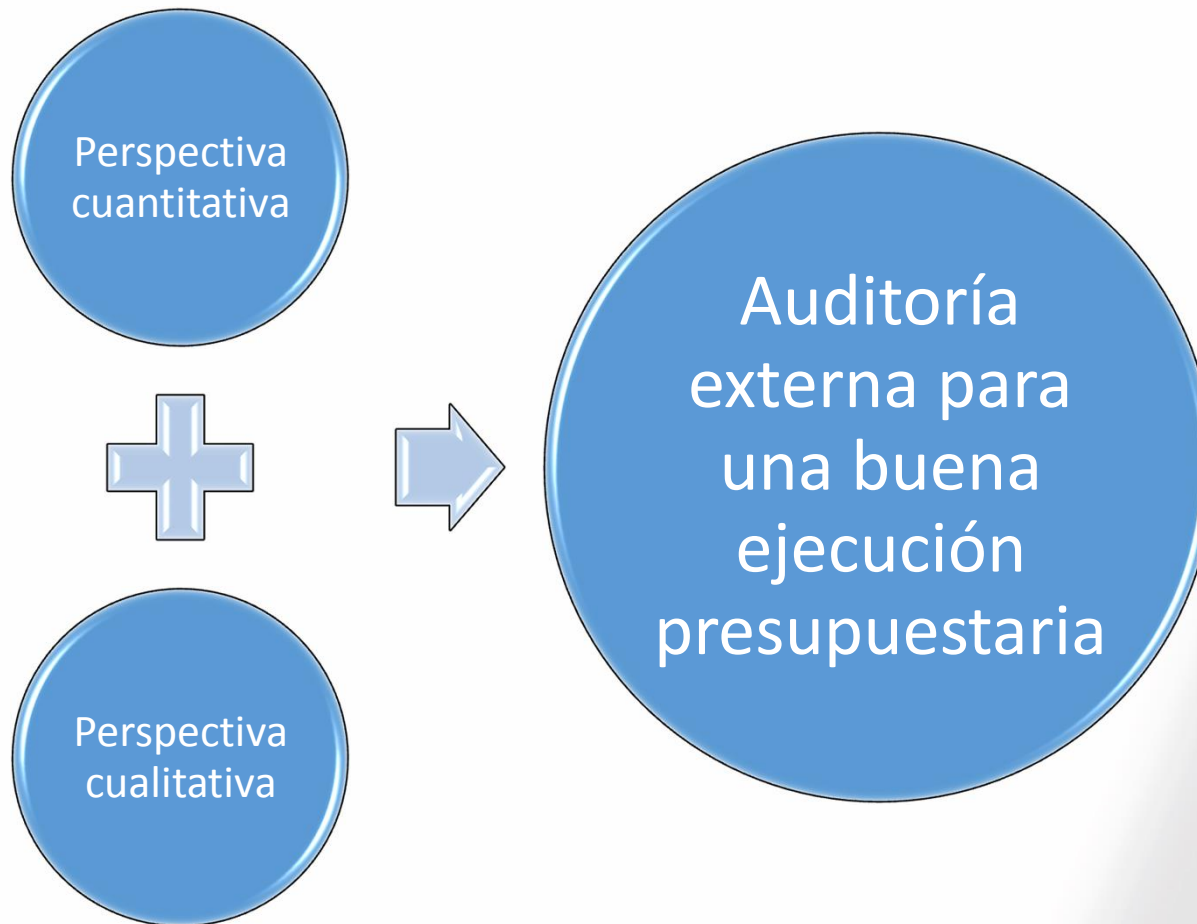 Perspectiva
cuantitativa
Perspectiva
cualitativa
Auditoría
externa para
una buena
ejecución
presupuestaria